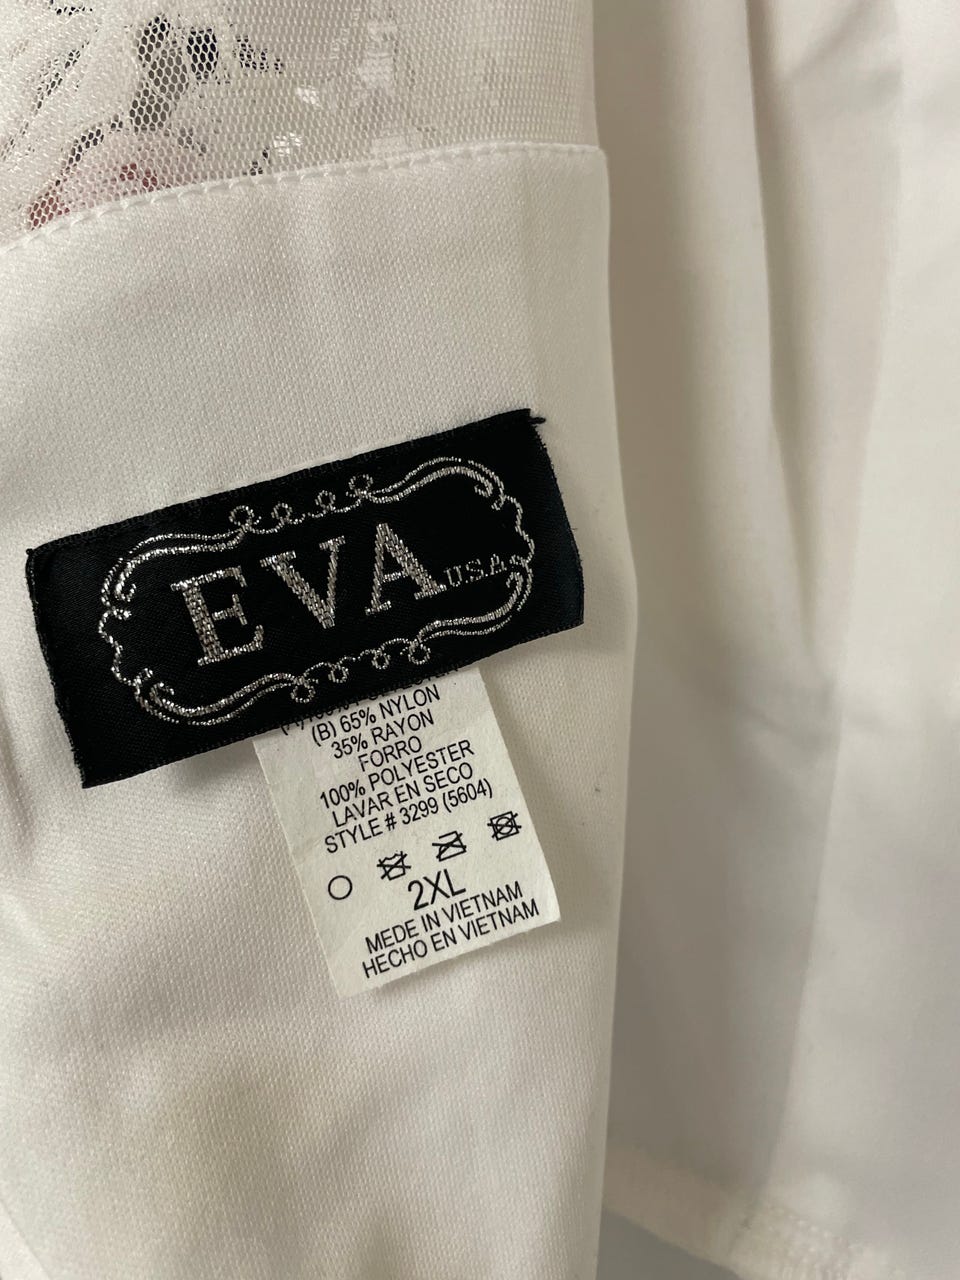 EVA U.S.A.
(B) 65% NYLON
35% RAYON
FORRO
100% POLYESTER
LAVAR EN SECO
STYLE # 3299 (5604)
2XL
MEDE IN VIETNAM
HECHO EN VIETNAM